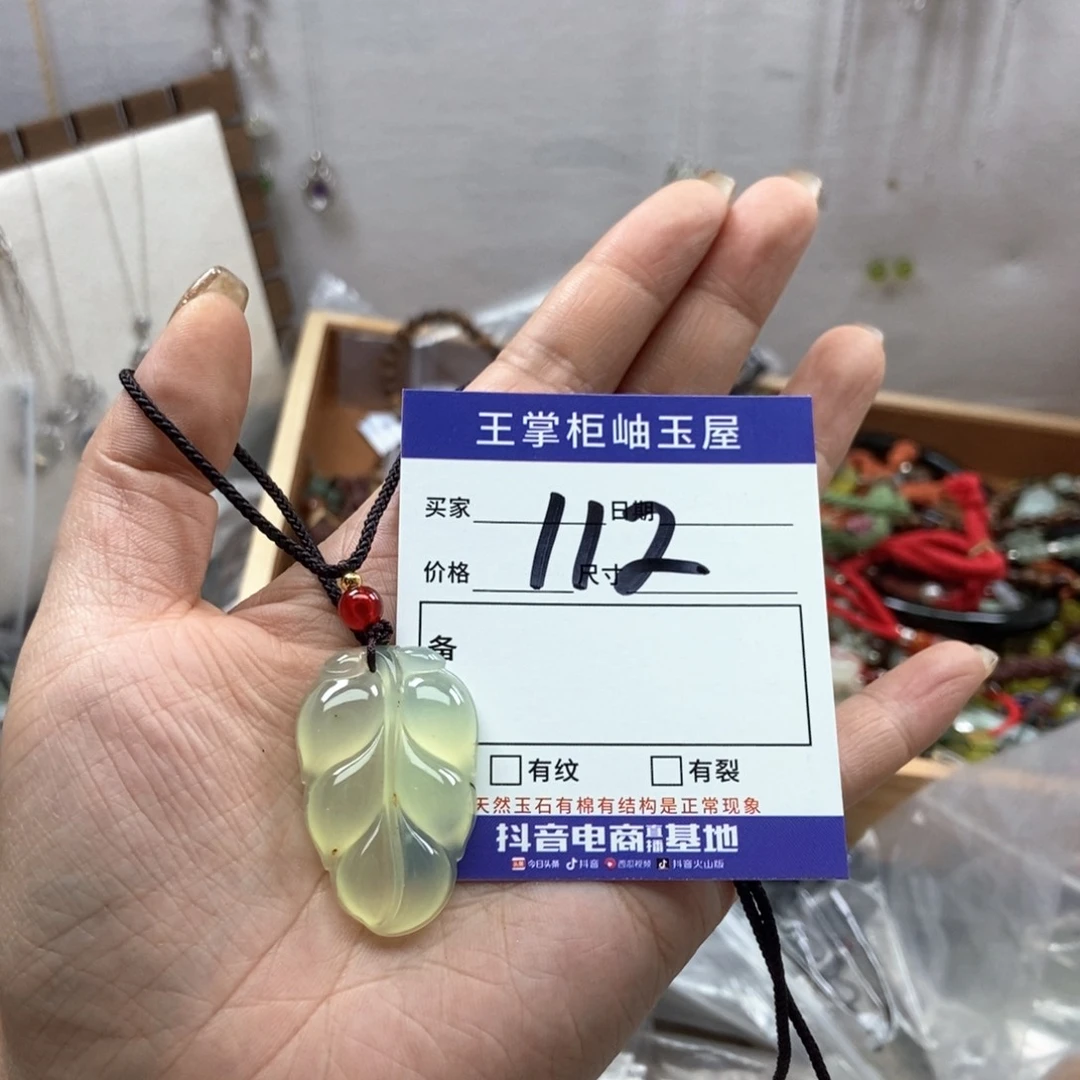 王掌柜岫玉屋
买家 日期
112
价格 尺寸
备
有纹 有裂
天然玉石有棉有结构是正常现象
抖音电商直播基地
头条 今日头条 抖音 西瓜视频 抖音火山版